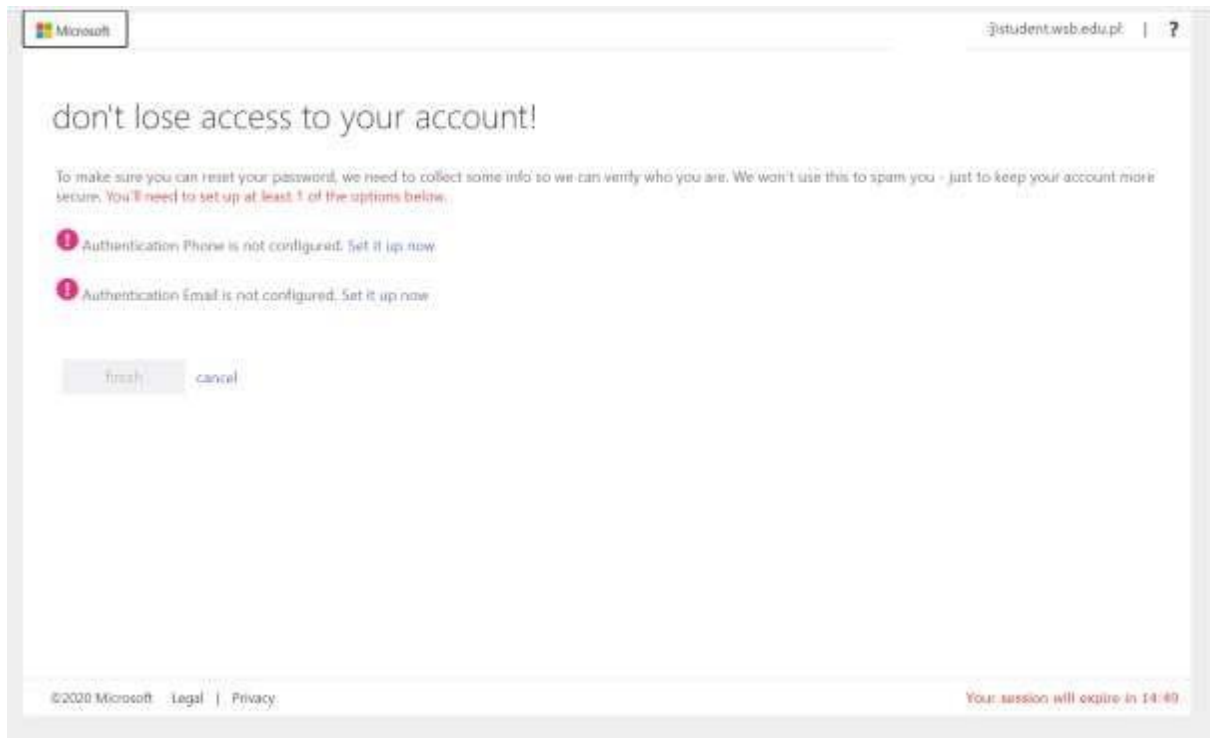 Microsoft
@student.wsb.edu.pl | ?
don't lose access to your account!
To make sure you can reset your password, we need to collect some info so we can verify who you are. We won't use this to spam you - just to keep your account more
secure. You'll need to set up at least 1 of the options below.
! Authentication Phone is not configured. Set it up now
! Authentication Email is not configured. Set it up now
finish cancel
©2020 Microsoft Legal | Privacy
Your session will expire in 14:49